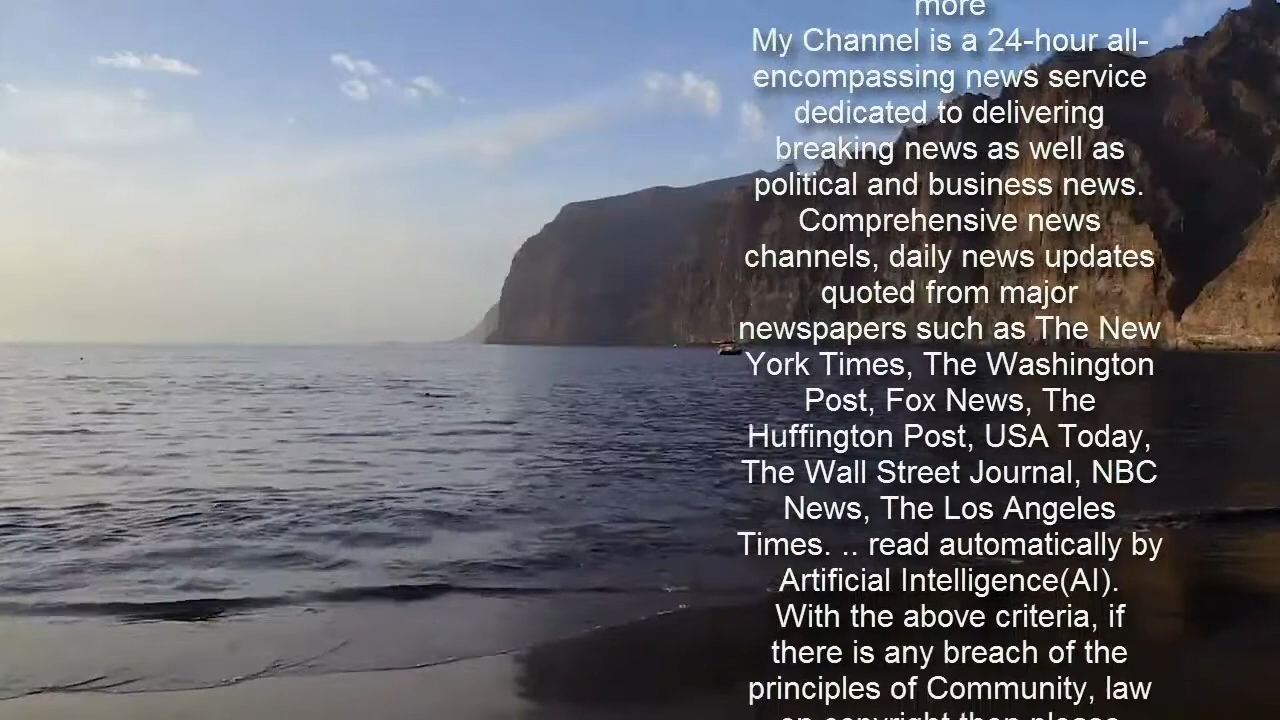 more
My Channel is a 24-hour all-
encompassing news service
dedicated to delivering
breaking news as well as
political and business news.
Comprehensive news
channels, daily news updates
quoted from major
newspapers such as The New
York Times, The Washington
Post, Fox News, The
Huffington Post, USA Today,
The Wall Street Journal, NBC
News, The Los Angeles
Times. .. read automatically by
Artificial Intelligence(AI).
With the above criteria, if
there is any breach of the
principles of Community, law
on copyright then please